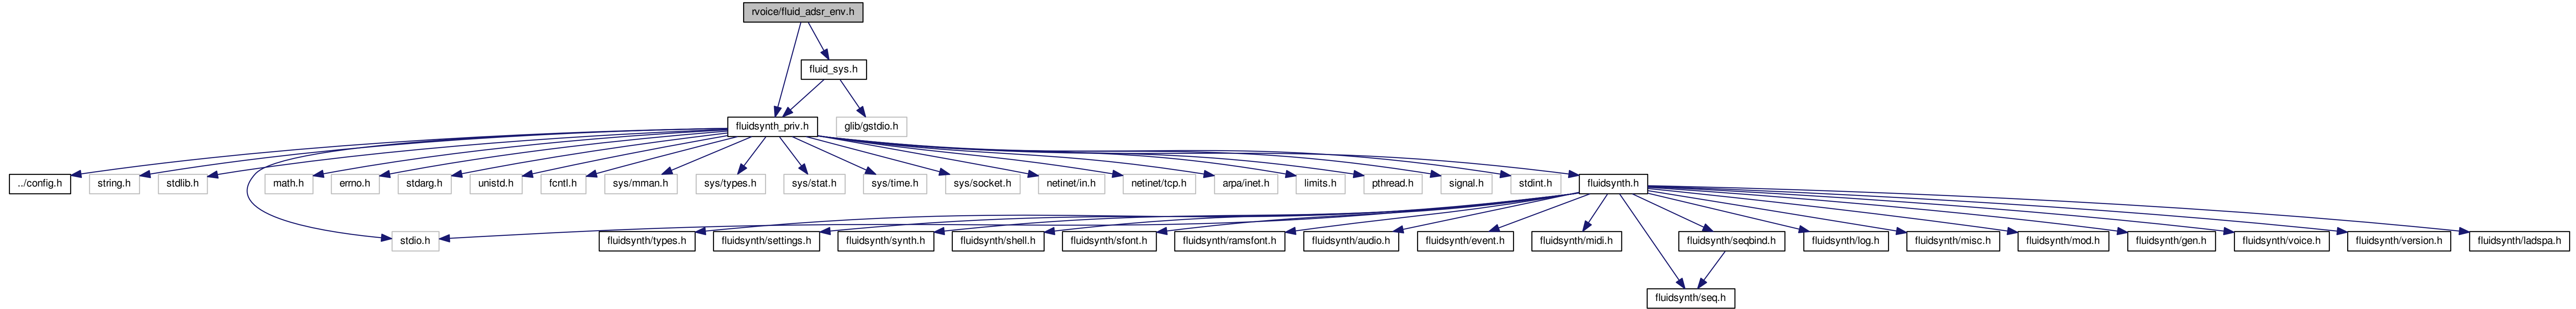 rvoice/fluid_adsr_env.h
fluid_sys.h
fluidsynth_priv.h
glib/gstdio.h
../config.h
string.h
stdlib.h
math.h
errno.h
stdarg.h
unistd.h
fcntl.h
sys/mman.h
sys/types.h
sys/stat.h
sys/time.h
sys/socket.h
netinet/in.h
netinet/tcp.h
arpa/inet.h
limits.h
pthread.h
signal.h
stdint.h
fluidsynth.h
stdio.h
fluidsynth/types.h
fluidsynth/settings.h
fluidsynth/synth.h
fluidsynth/shell.h
fluidsynth/sfont.h
fluidsynth/ramsfont.h
fluidsynth/audio.h
fluidsynth/event.h
fluidsynth/midi.h
fluidsynth/seqbind.h
fluidsynth/log.h
fluidsynth/misc.h
fluidsynth/mod.h
fluidsynth/gen.h
fluidsynth/voice.h
fluidsynth/version.h
fluidsynth/ladspa.h
fluidsynth/seq.h